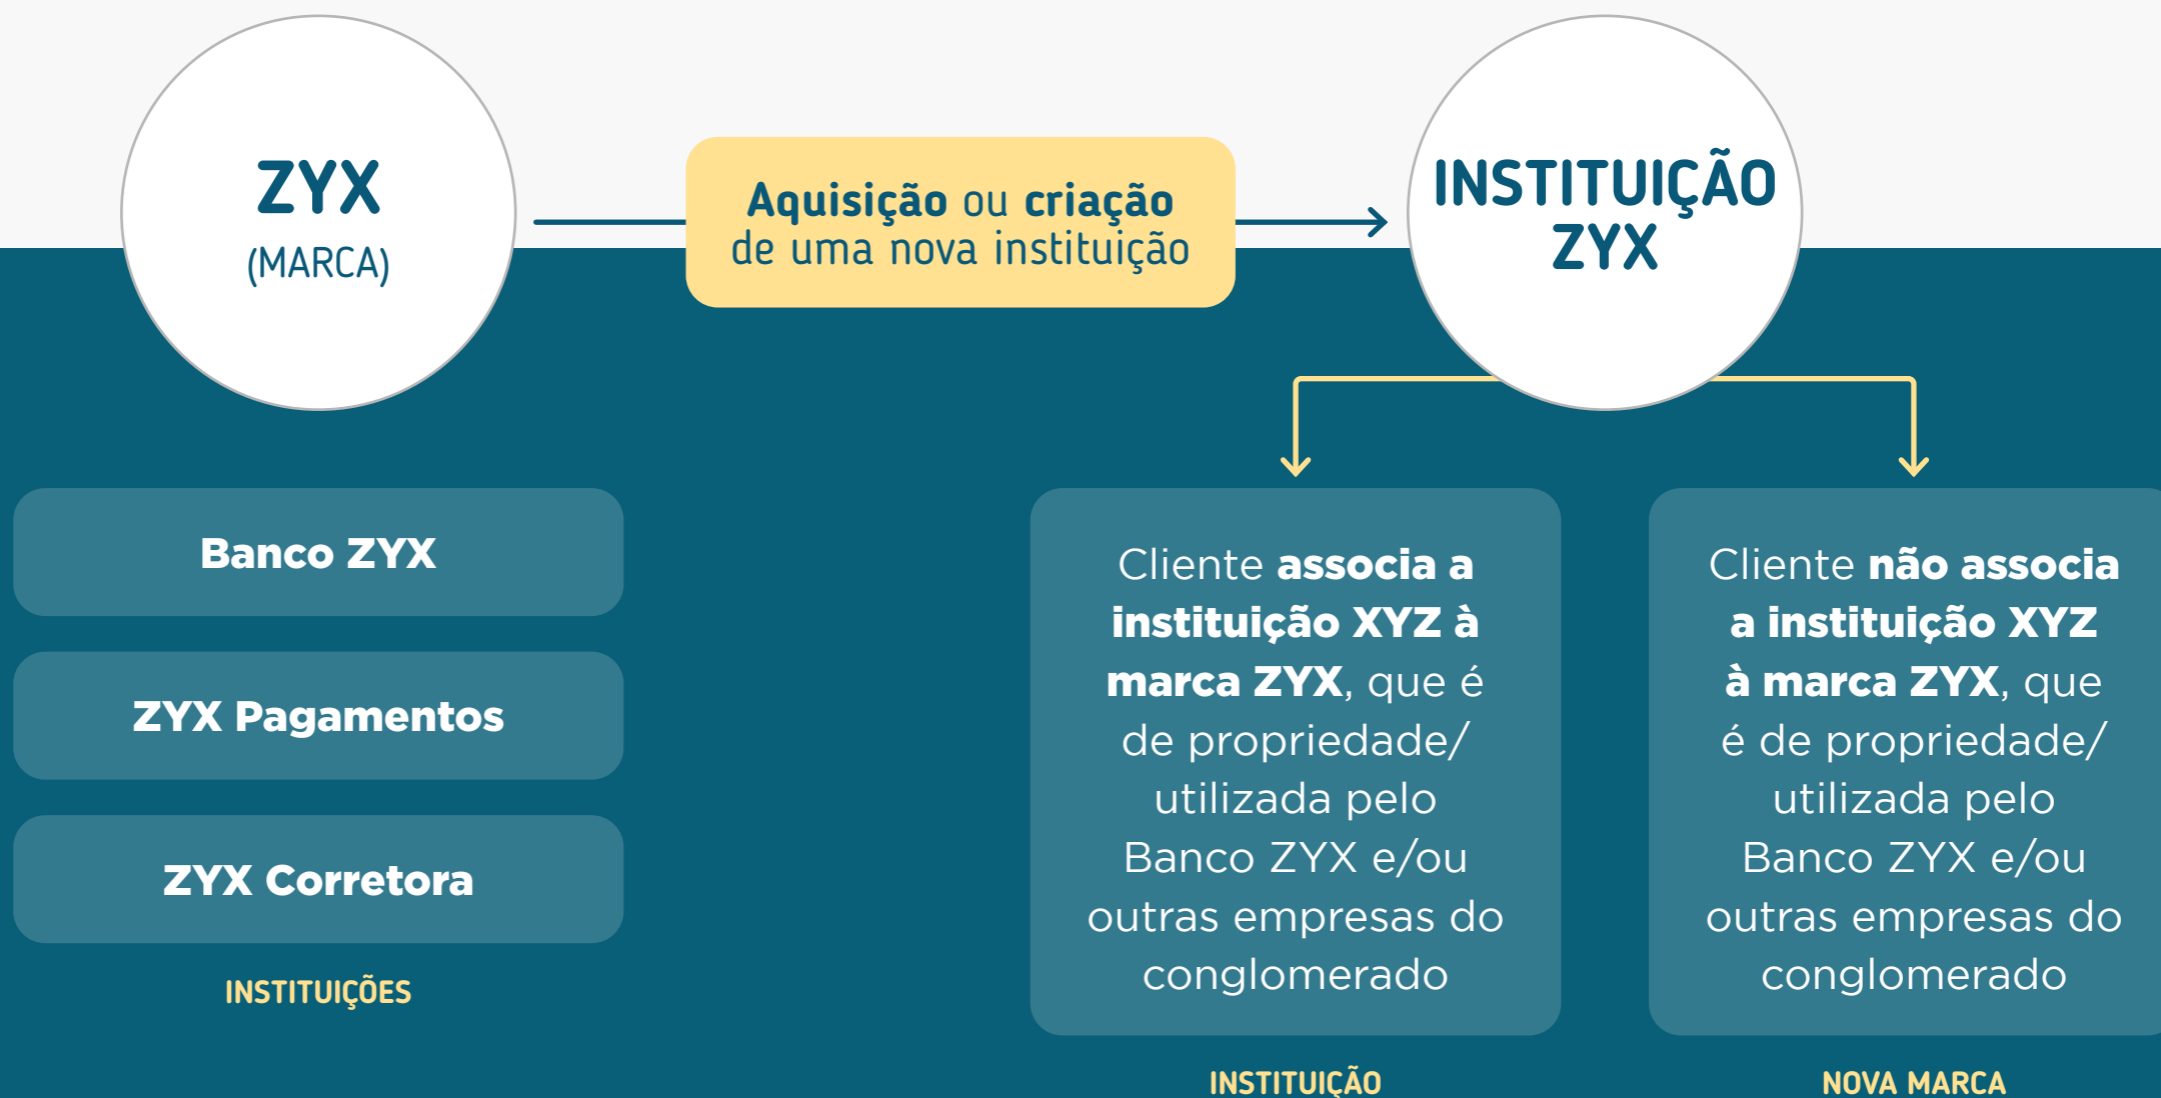 ZYX
(MARCA)
Aquisição ou criação
de uma nova instituição
INSTITUIÇÃO
ZYX
Banco ZYX
ZYX Pagamentos
ZYX Corretora
INSTITUIÇÕES
Cliente associa a
instituição XYZ à
marca ZYX, que é
de propriedade/
utilizada pelo
Banco ZYX e/ou
outras empresas do
conglomerado
INSTITUIÇÃO
Cliente não associa
a instituição XYZ
à marca ZYX, que
é de propriedade/
utilizada pelo
Banco ZYX e/ou
outras empresas do
conglomerado
NOVA MARCA